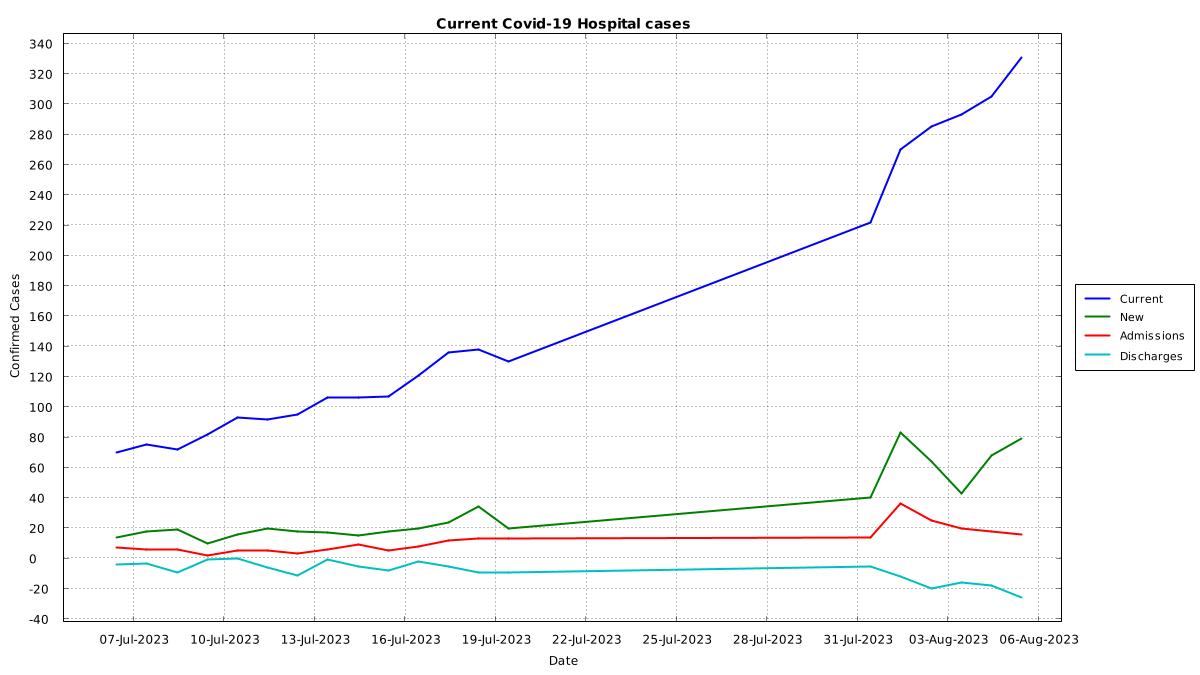 Current Covid-19 Hospital cases
340
320
300
280
260
240
220
200
180
160
140
120
100
80
60
40
20
0
-20
-40
Confirmed Cases
07-Jul-2023 10-Jul-2023 13-Jul-2023 16-Jul-2023 19-Jul-2023 22-Jul-2023 25-Jul-2023 28-Jul-2023 31-Jul-2023 03-Aug-2023 06-Aug-2023
Date
Current
New
Admissions
Discharges